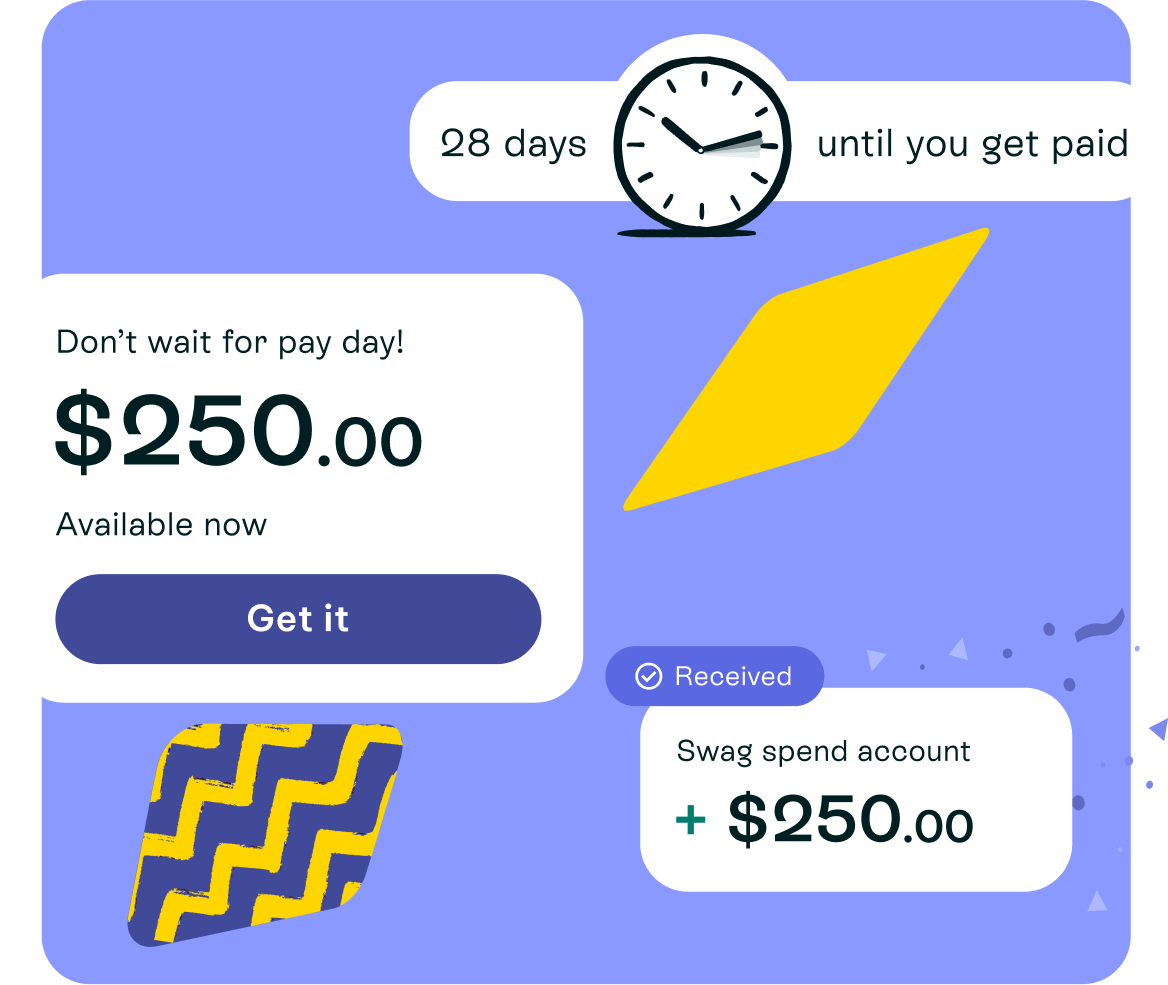 28 days until you get paid
Don’t wait for pay day!
$250.00
Available now
Get it
Received
Swag spend account
+ $250.00